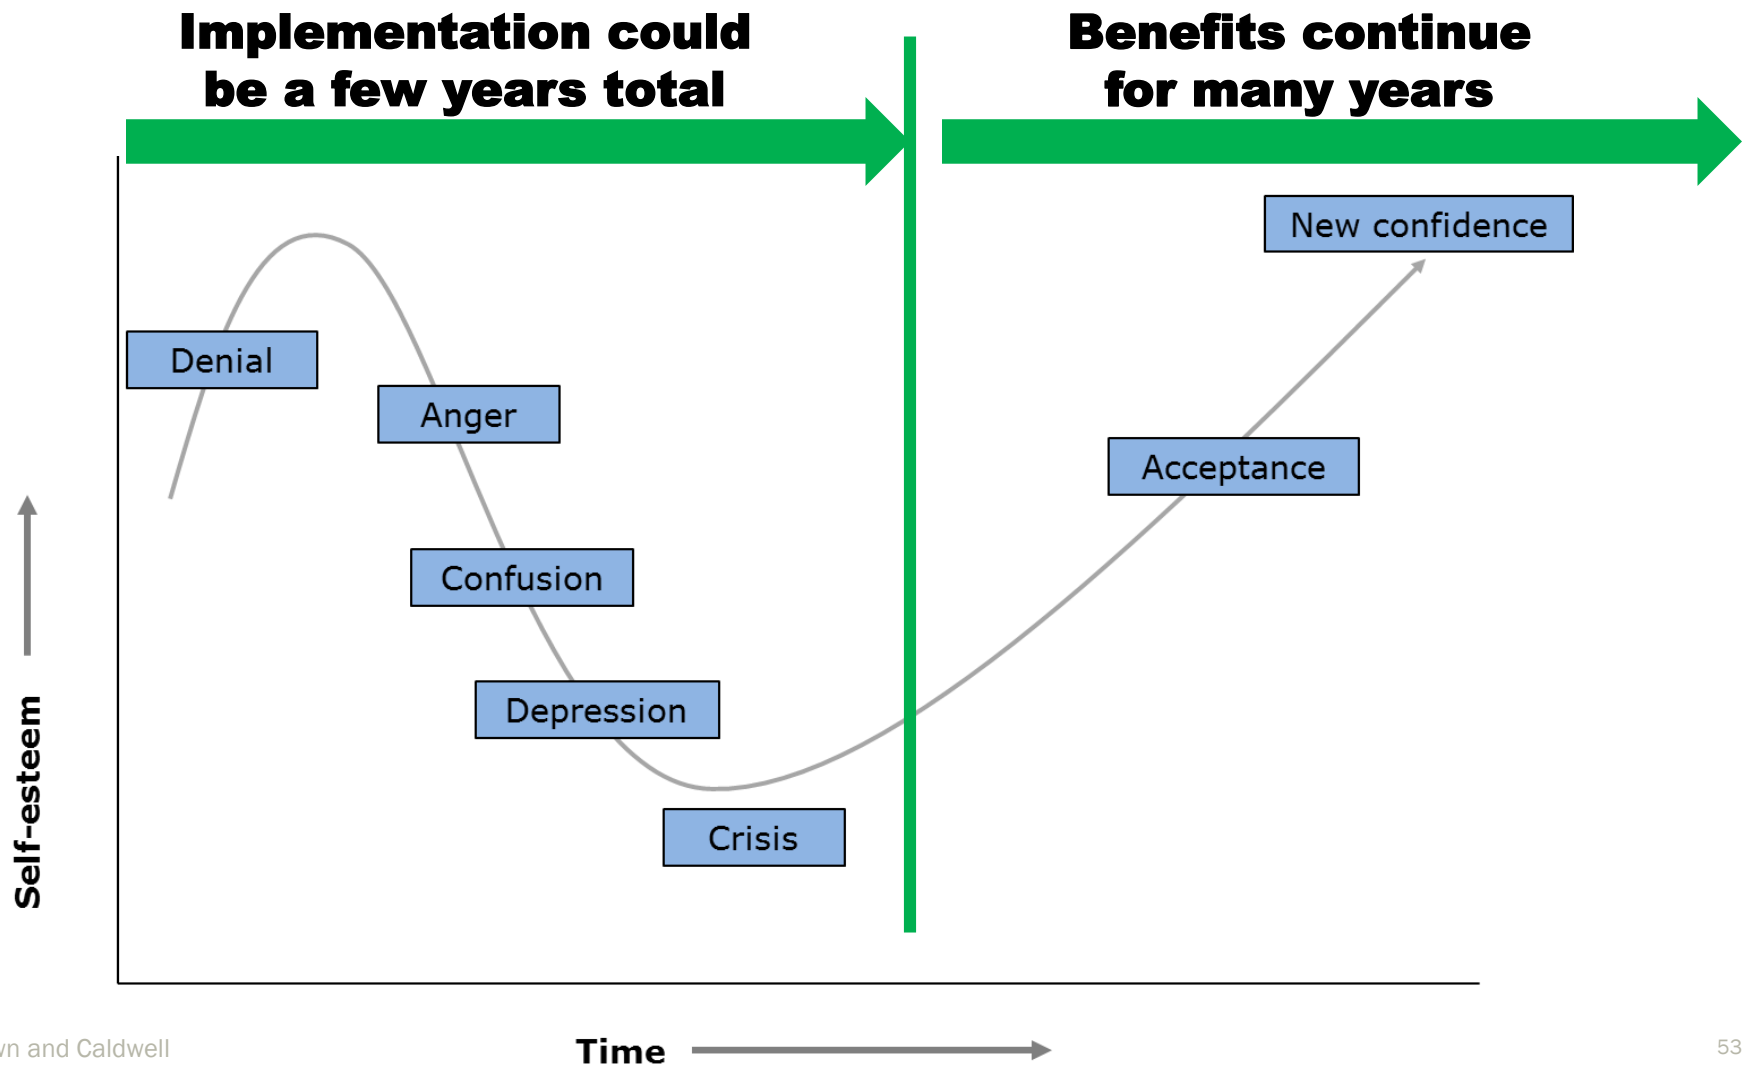 Implementation could
be a few years total
Benefits continue
for many years
New confidence
Denial
Anger
Acceptance
Confusion
Depression
Crisis
Self-esteem
Time
and Caldwell
53